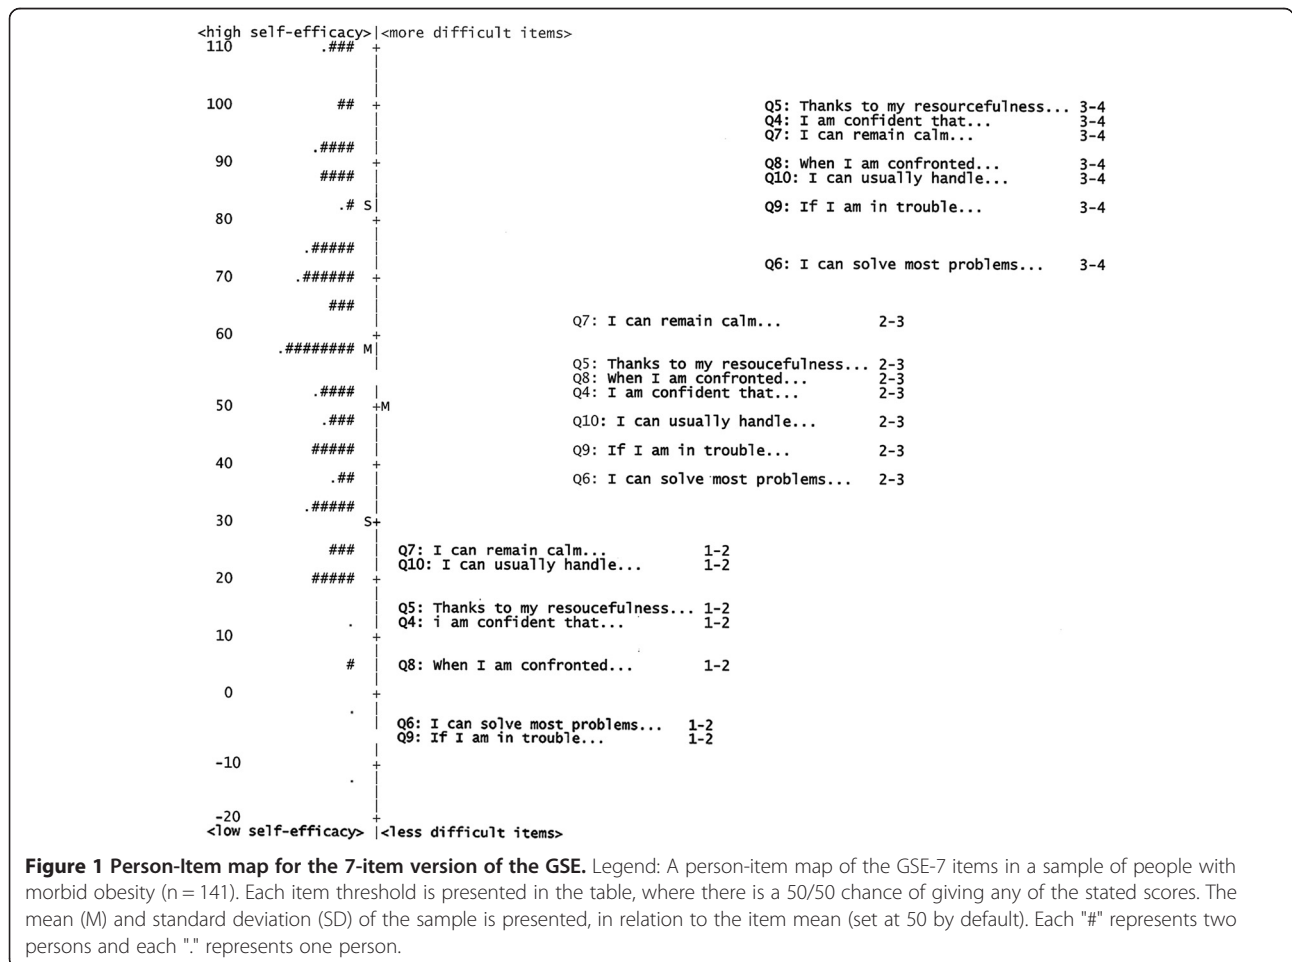 <high self-efficacy>|<more difficult items>
110 .### +
100 ## + Q5: Thanks to my resourcefulness... 3-4
Q4: I am confident that... 3-4
Q7: I can remain calm... 3-4
.####
90 + Q8: When I am confronted... 3-4
#### Q10: I can usually handle... 3-4
.# S| Q9: If I am in trouble... 3-4
80 +
.#####
Q6: I can solve most problems... 3-4
70 .###### +
###
Q7: I can remain calm... 2-3
60 +
.######## M|
Q5: Thanks to my resoucefulness... 2-3
Q8: When I am confronted... 2-3
.#### | Q4: I am confident that... 2-3
50 +M
.### | Q10: I can usually handle... 2-3
##### | Q9: If I am in trouble... 2-3
40 +
.## | Q6: I can solve most problems... 2-3
.##### |
30 S+
### | Q7: I can remain calm... 1-2
Q10: I can usually handle... 1-2
20 ##### +
Q5: Thanks to my resoucefulness... 1-2
. | Q4: i am confident that... 1-2
10 +
# | Q8: When I am confronted... 1-2
0 +
. |
Q6: I can solve most problems... 1-2
Q9: If I am in trouble... 1-2
-10 +
. |
-20 +
<low self-efficacy> |<less difficult items>
Figure 1 Person-Item map for the 7-item version of the GSE. Legend: A person-item map of the GSE-7 items in a sample of people with
morbid obesity (n = 141). Each item threshold is presented in the table, where there is a 50/50 chance of giving any of the stated scores. The
mean (M) and standard deviation (SD) of the sample is presented, in relation to the item mean (set at 50 by default). Each "#" represents two
persons and each "." represents one person.